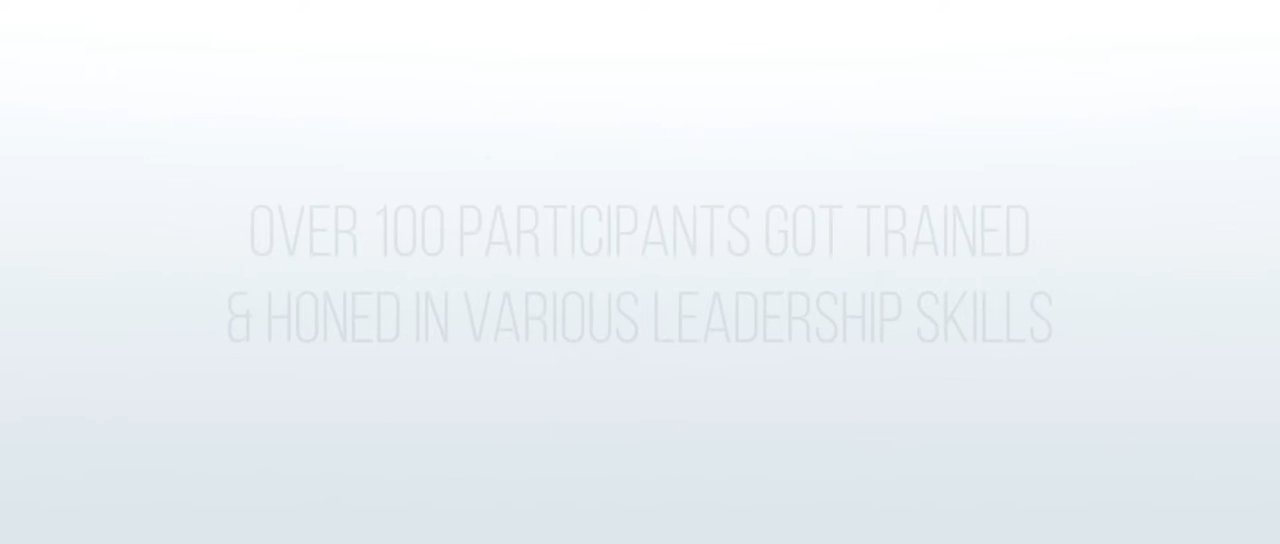 OVER 100 PARTICIPANTS GOT TRAINED
& HONED IN VARIOUS LEADERSHIP SKILLS